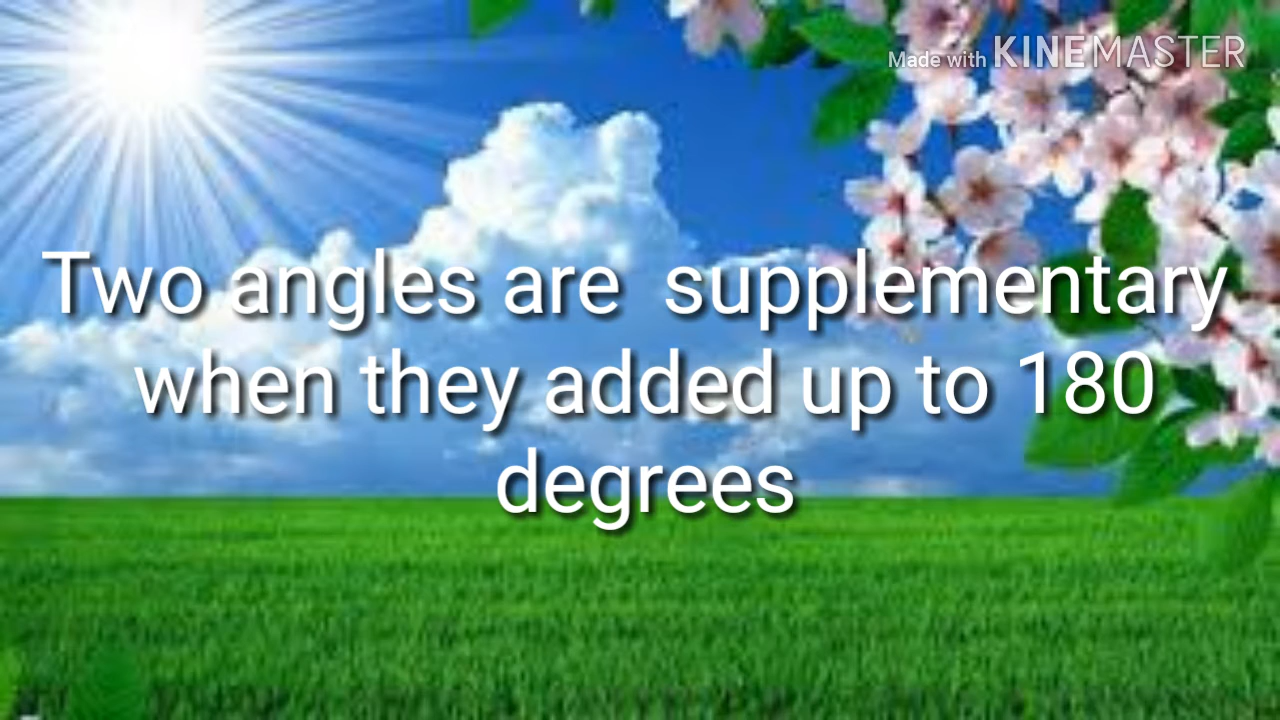 Made with KINEMASTER
Two angles are  supplementary
when they added up to 180
degrees